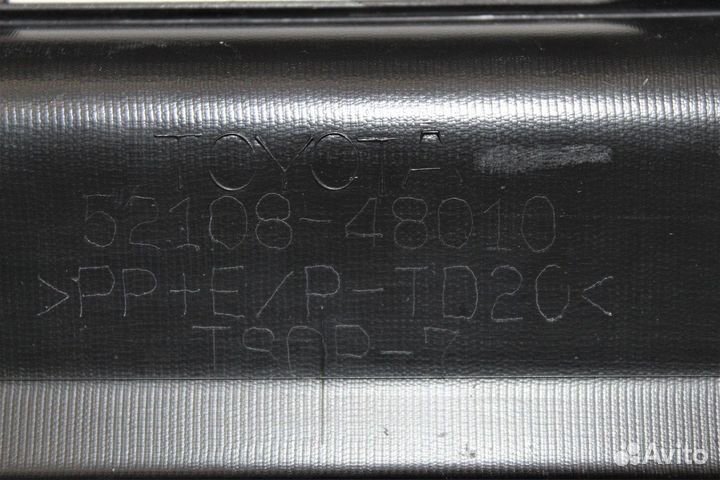 TOYOTA
52108-48010
>PP+E/P-TD20<
TSOP-7
Avito